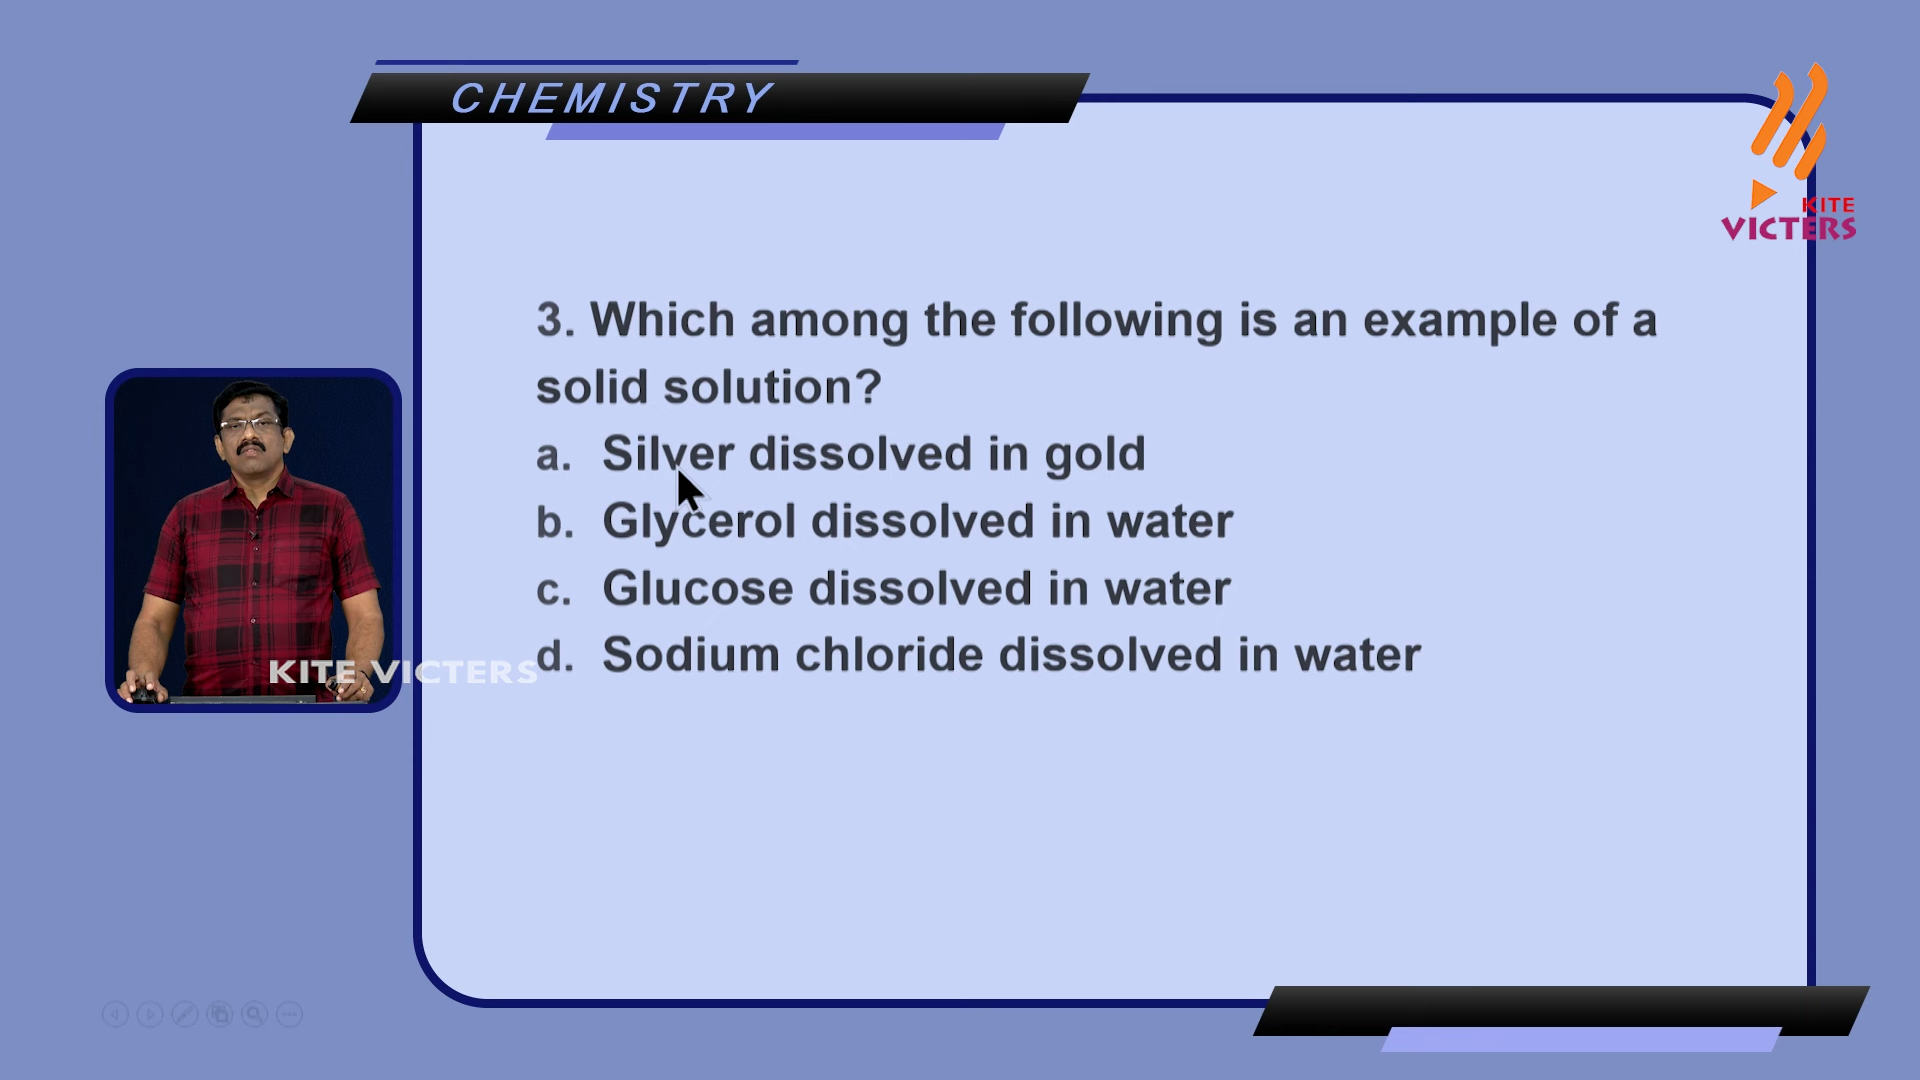 CHEMISTRY
KITE
VICTERS
3. Which among the following is an example of a
solid solution?
a. Silver dissolved in gold
b. Glycerol dissolved in water
c. Glucose dissolved in water
d. Sodium chloride dissolved in water
KITE VICTERS